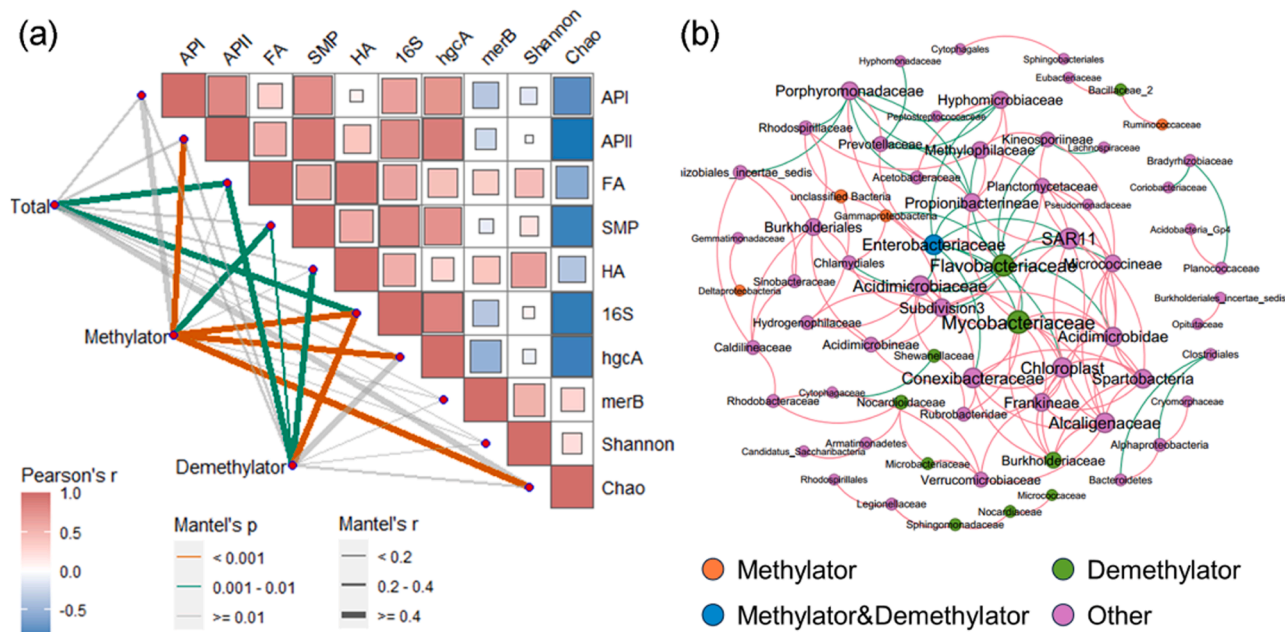 (a)
API
APII
FA
SMP
HA
16S
hgcA
merB
Shannon
Chao
API
APII
FA
SMP
HA
16S
hgcA
merB
Shannon
Chao
Total
Methylator
Demethylator
Pearson's r
1.0
0.5
0.0
-0.5
Mantel's p
< 0.001
0.001 - 0.01
>= 0.01
Mantel's r
< 0.2
0.2 - 0.4
>= 0.4
(b)
Cytophagales
Hyphomonadaceae
Sphingobacteriales
Eubacteriaceae
Porphyromonadaceae
Hyphomicrobiaceae
Bacillaceae_2
Peptostreptococcaceae
Rhodospirillaceae
Ruminococcaceae
Kineosporiineae
Prevotellaceae
Methylophilaceae
Lachnospiraceae
Bradyrhizobiaceae
izobiales_incertae_sedis
Acetobacteraceae
Planctomycetaceae
Coriobacteriaceae
unclassified Bacteria
Propionibacterineae
Pseudomonadaceae
Gammaproteobacteria
Burkholderiales
Acidobacteria_Gp4
Gemmatimonadaceae
Enterobacteriaceae
SAR11
Chlamydiales
Flavobacteriaceae
Micrococcineae
Planococcaceae
Sinobacteraceae
Deltaproteobacteria
Acidimicrobiaceae
Burkholderiales_incertae_sedis
Subdivision3
Hydrogenophilaceae
Mycobacteriaceae
Opitutaceae
Acidimicrobidae
Caldilineaceae
Acidimicrobineae
Shewanellaceae
Clostridiales
Chloroplast
Conexibacteraceae
Spartobacteria
Cytophagaceae
Rhodobacteraceae
Nocardioidaceae
Frankineae
Cryomorphaceae
Rubrobacteridae
Alcaligenaceae
Armatimonadetes
Alphaproteobacteria
Candidatus_Saccharibacteria
Microbacteriaceae
Burkholderiaceae
Rhodospirillales
Verrucomicrobiaceae
Bacteroidetes
Micrococcaceae
Legionellaceae
Nocardiaceae
Sphingomonadaceae
Methylator
Demethylator
Methylator&Demethylator
Other